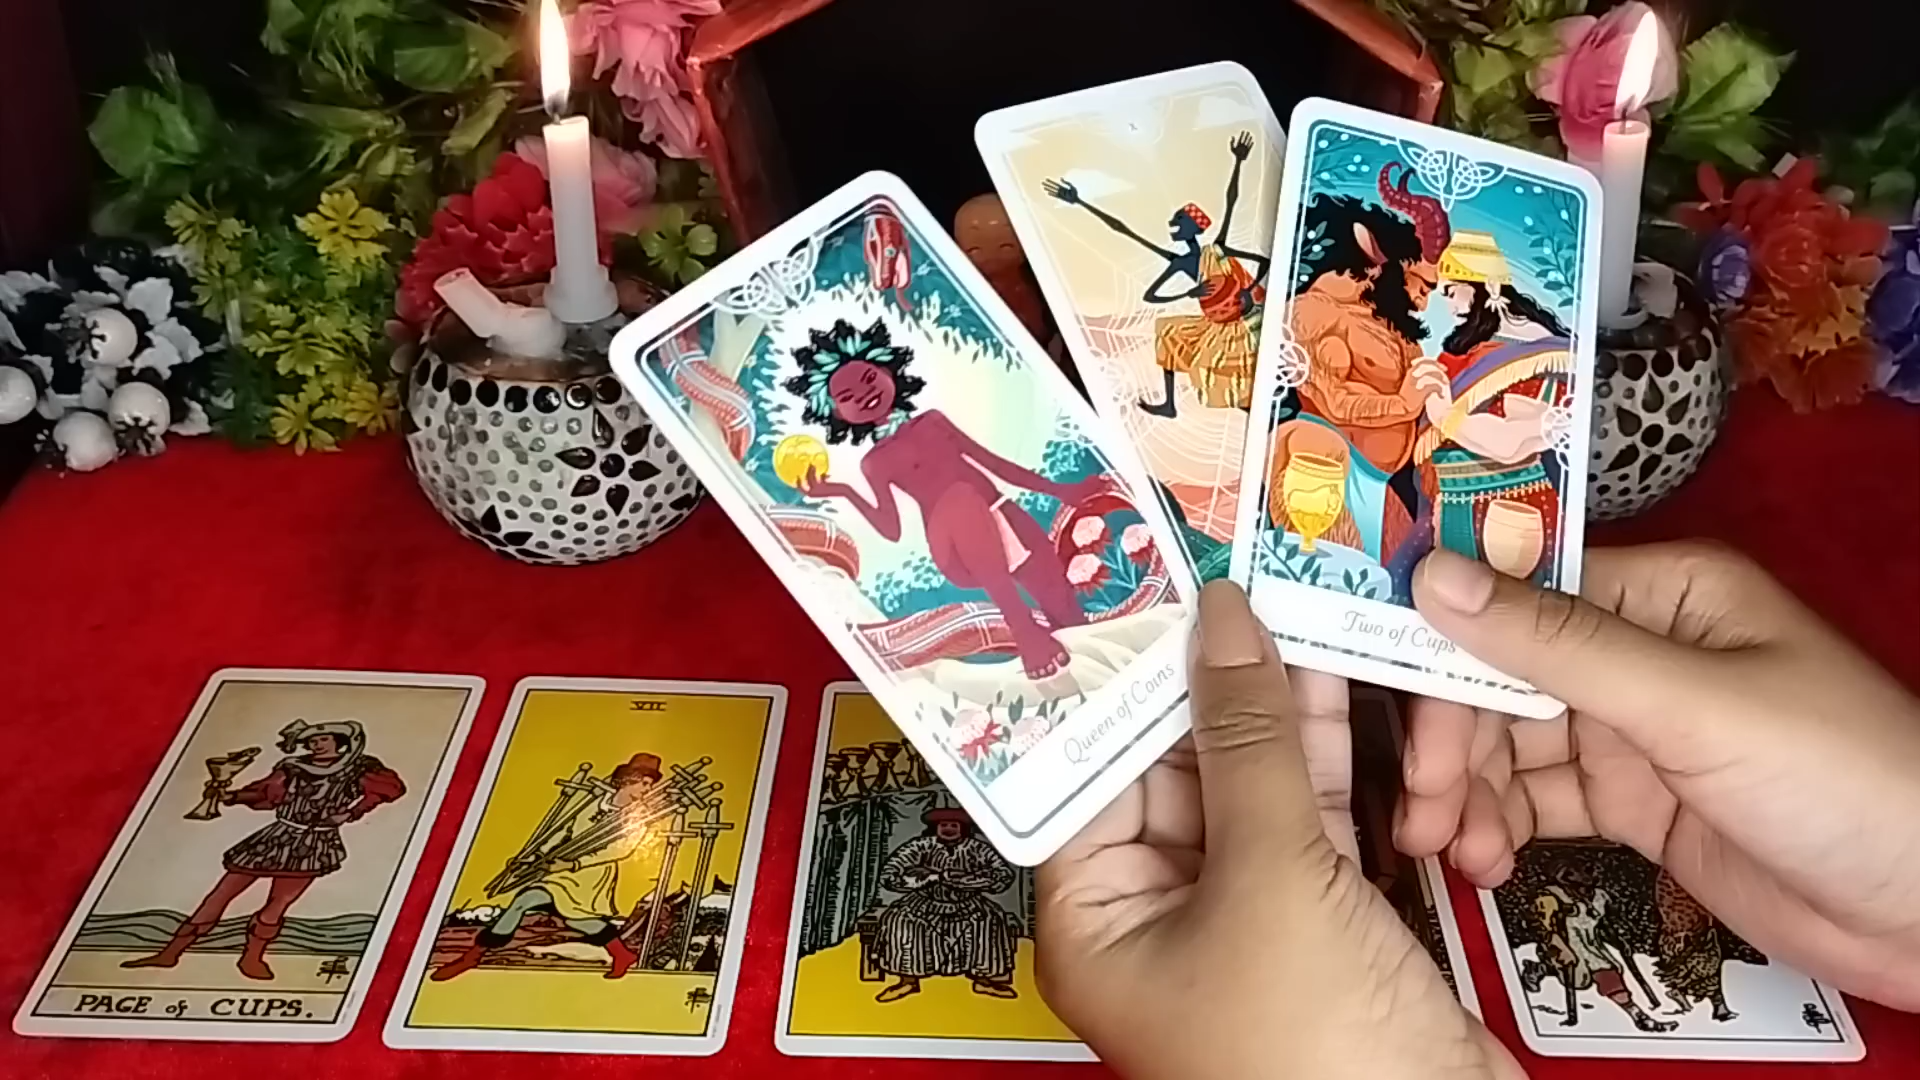 X
Two of Cups
Queen of Coins
VII
PAGE of CUPS.